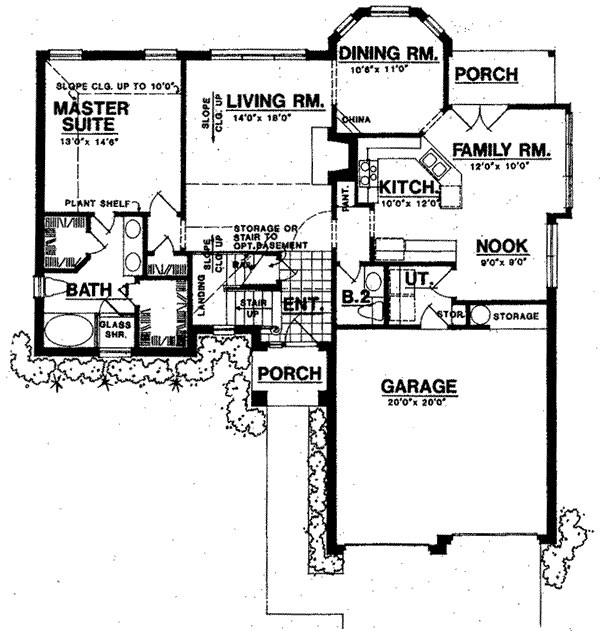 DINING RM.
10'6" x 11'0"
PORCH
SLOPE CLG. UP TO 10'0"
MASTER
SUITE
13'0" x 14'6"
SLOPE
CLG. UP
LIVING RM.
14'0" x 18'0"
CHINA
FAMILY RM.
12'0" x 10'0"
KITCH.
10'0" x 12'0"
PANT.
PLANT SHELF
STORAGE OR
STAIR TO
OPT. BASEMENT
SLOPE
CLG. UP
NOOK
9'0" x 8'0"
BAR
LANDING
STAIR
UP
ENT.
B.2
UT.
BATH 1
GLASS
SHR.
STOR.
STORAGE
PORCH
GARAGE
20'0" x 20'0"